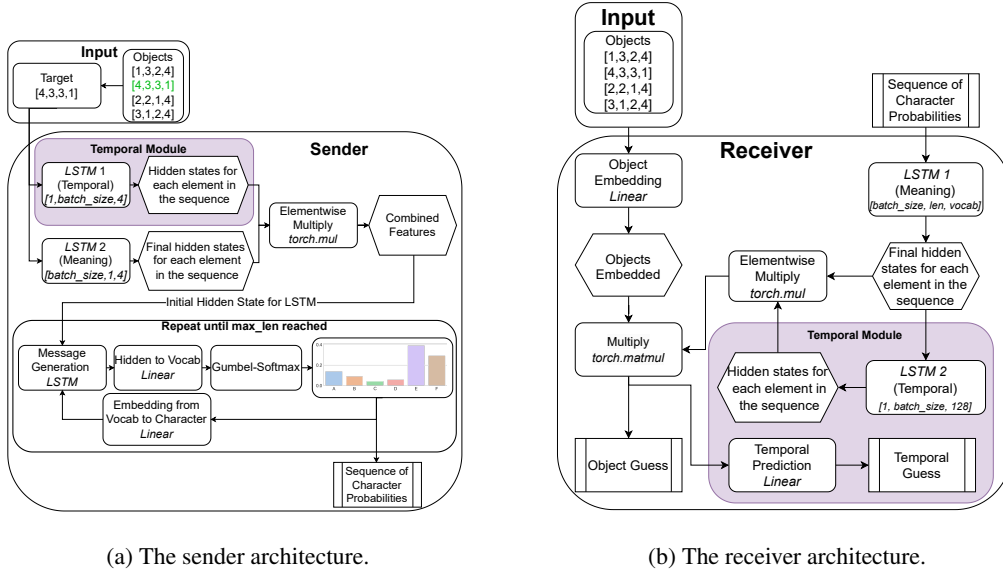 Input
Target
[4,3,3,1]
Objects
[1,3,2,4]
[4,3,3,1]
[2,2,1,4]
[3,1,2,4]
Sender
Temporal Module
LSTM 1
(Temporal)
[1,batch_size,4]
Hidden states for
each element in
the sequence
LSTM 2
(Meaning)
[batch_size,1,4]
Final hidden states
for each element
in the sequence
Elementwise
Multiply
torch.mul
Combined
Features
Initial Hidden State for LSTM
Repeat until max_len reached
Message
Generation
LSTM
Hidden to Vocab
Linear
Gumbel-Softmax
0.4
0.2
0.0
A B C D E F
Embedding from
Vocab to Character
Linear
Sequence of
Character
Probabilities
(a) The sender architecture.
Input
Objects
[1,3,2,4]
[4,3,3,1]
[2,2,1,4]
[3,1,2,4]
Sequence of
Character
Probabilities
Receiver
Object
Embedding
Linear
LSTM 1
(Meaning)
[batch_size, len, vocab]
Objects
Embedded
Elementwise
Multiply
torch.mul
Final hidden
states for each
element in the
sequence
Multiply
torch.matmul
Temporal Module
Hidden states for
each element in
the sequence
LSTM 2
(Temporal)
[1, batch_size, 128]
Object Guess
Temporal
Prediction
Linear
Temporal
Guess
(b) The receiver architecture.